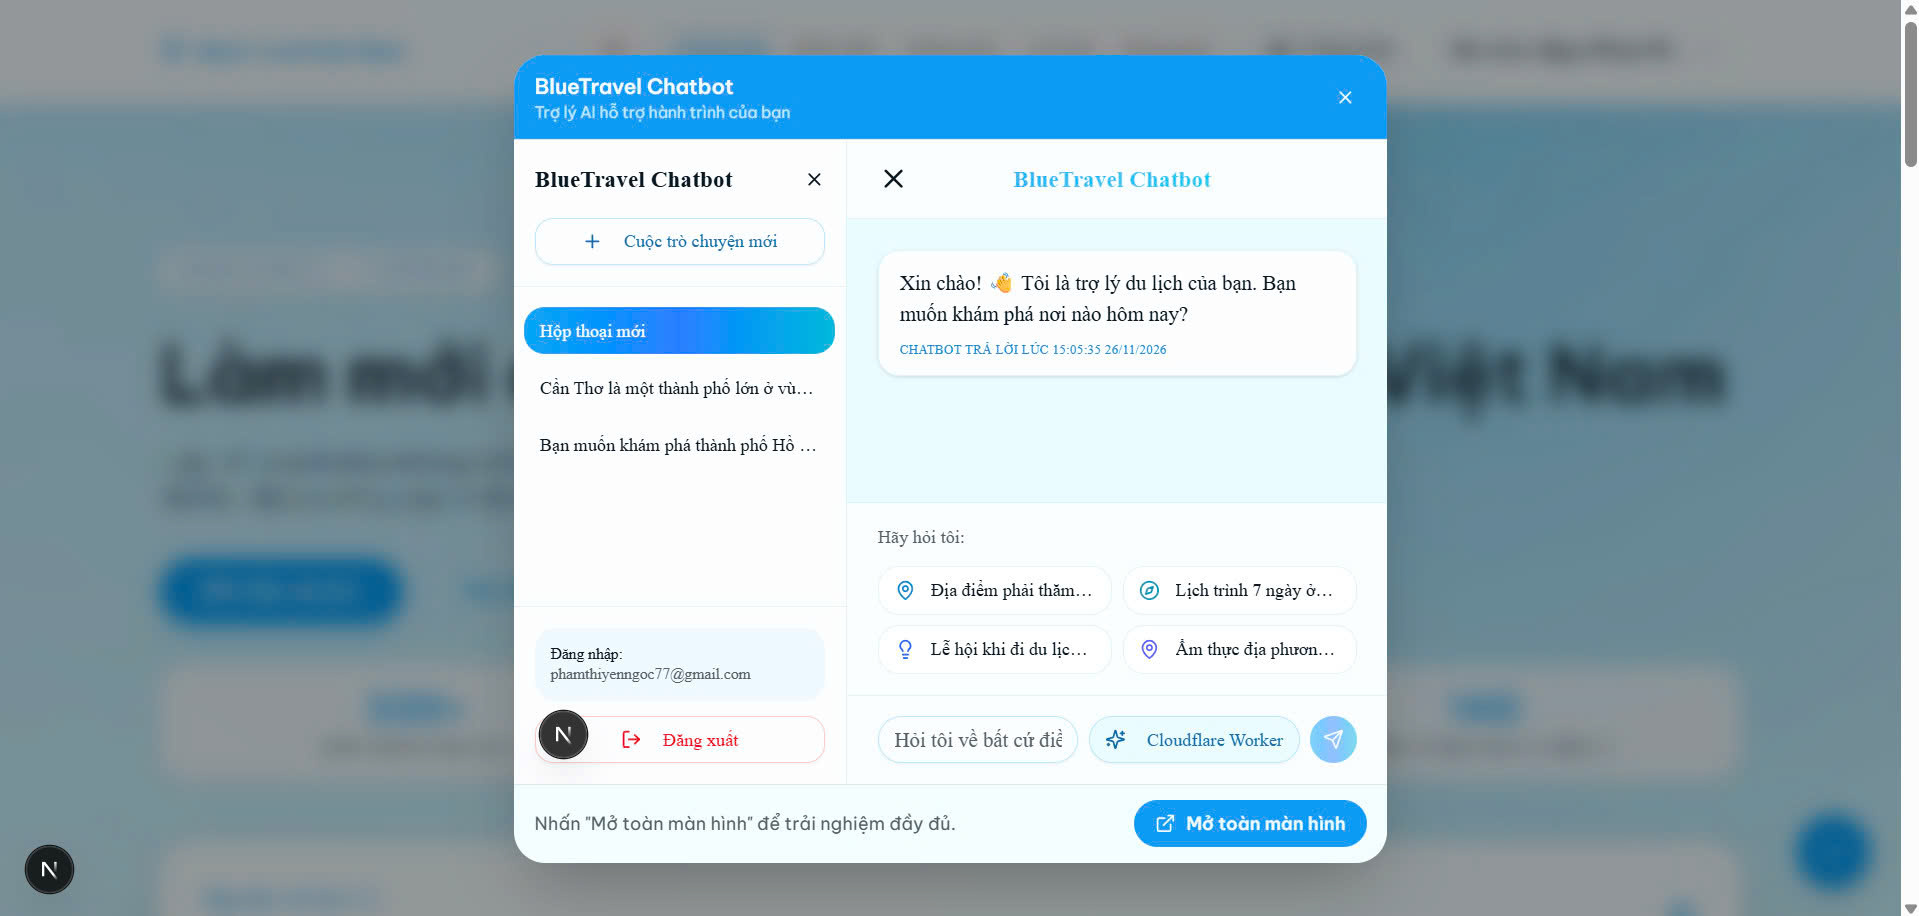 BlueTravel Chatbot
Trợ lý AI hỗ trợ hành trình của bạn
BlueTravel Chatbot
Cuộc trò chuyện mới
Hộp thoại mới
Cần Thơ là một thành phố lớn ở vù...
Bạn muốn khám phá thành phố Hồ ...
Đăng nhập:
phamthiyenngoc77@gmail.com
N
Đăng xuất
BlueTravel Chatbot
Xin chào! 👋 Tôi là trợ lý du lịch của bạn. Bạn
muốn khám phá nơi nào hôm nay?
CHATBOT TRẢ LỜI LÚC 15:05:35 26/11/2026
Hãy hỏi tôi:
Địa điểm phải thăm...
Lịch trình 7 ngày ở...
Lễ hội khi đi du lịc...
Ẩm thực địa phươn...
Hỏi tôi về bất cứ điề
Cloudflare Worker
Nhấn "Mở toàn màn hình" để trải nghiệm đầy đủ.
Mở toàn màn hình
Làm mới
Việt Nam
N